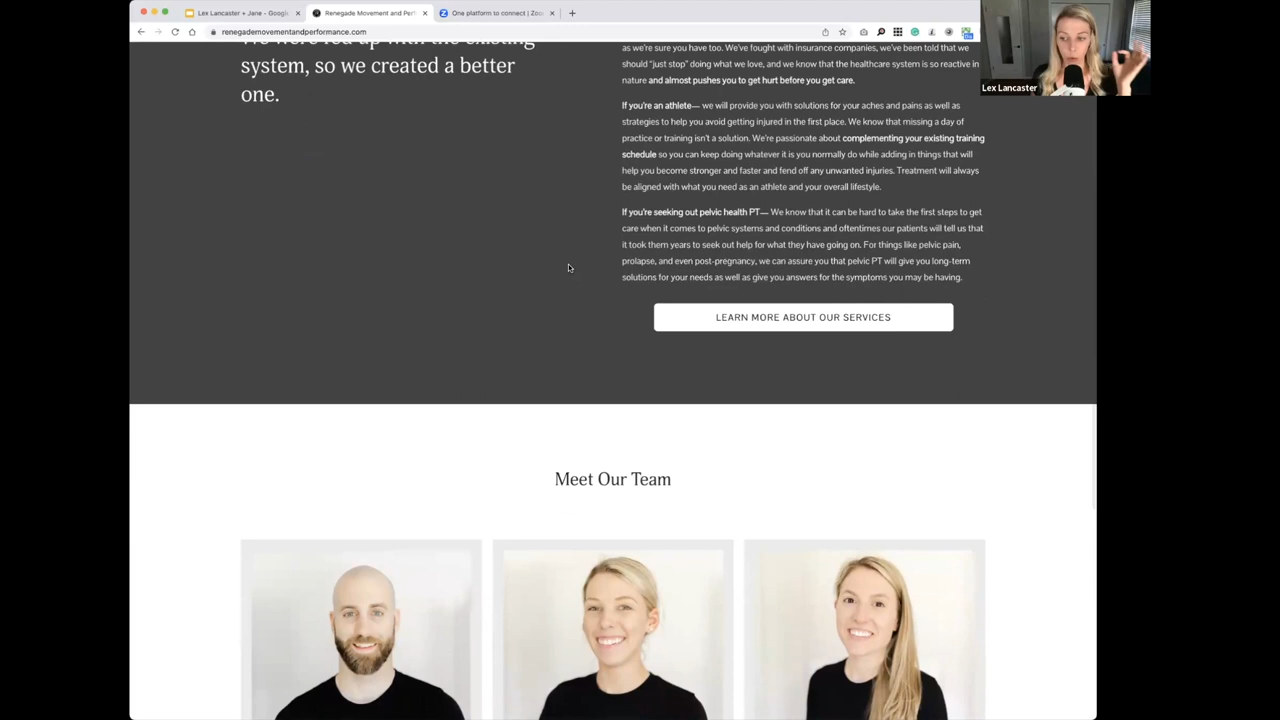 Lex Lancaster + Jane - Google
Renegade Movement and Perf
One platform to connect | Zoo
renegademovementandperformance.com
Lex Lancaster
system, so we created a better
one.
as we're sure you have too. We've fought with insurance companies, we've been told that we
should "just stop" doing what we love, and we know that the healthcare system is so reactive in
nature and almost pushes you to get hurt before you get care.
If you're an athlete— we will provide you with solutions for your aches and pains as well as
strategies to help you avoid getting injured in the first place. We know that missing a day of
practice or training isn't a solution. We're passionate about complementing your existing training
schedule so you can keep doing whatever it is you normally do while adding in things that will
help you become stronger and faster and fend off any unwanted injuries. Treatment will always
be aligned with what you need as an athlete and your overall lifestyle.
If you're seeking out pelvic health PT— We know that it can be hard to take the first steps to get
care when it comes to pelvic systems and conditions and oftentimes our patients will tell us that
it took them years to seek out help for what they have going on. For things like pelvic pain,
prolapse, and even post-pregnancy, we can assure you that pelvic PT will give you long-term
solutions for your needs as well as give you answers for the symptoms you may be having.
LEARN MORE ABOUT OUR SERVICES
Meet Our Team